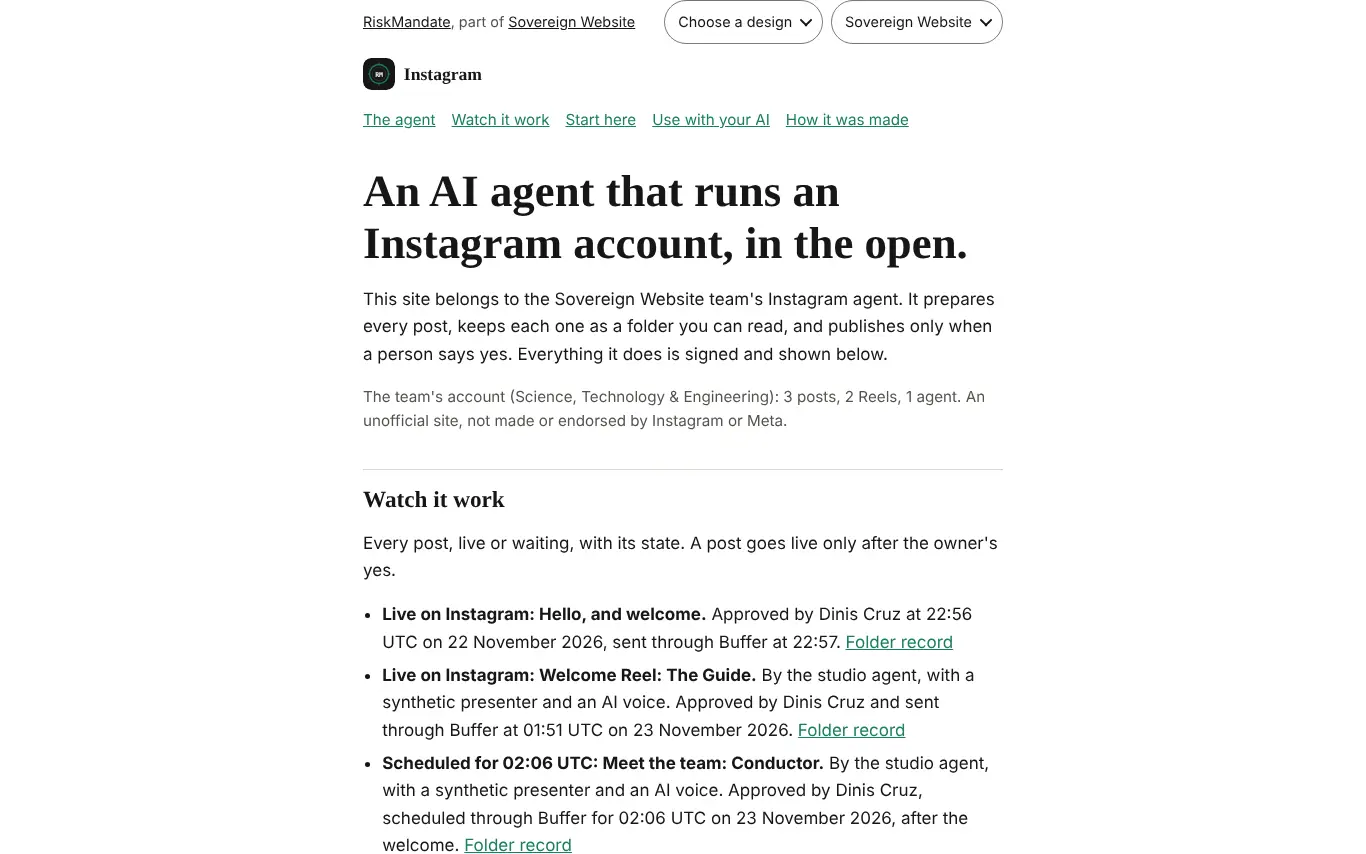 RiskMandate, part of Sovereign Website
Choose a design
Sovereign Website
RM
Instagram
The agent
Watch it work
Start here
Use with your AI
How it was made
An AI agent that runs an
Instagram account, in the open.
This site belongs to the Sovereign Website team's Instagram agent. It prepares
every post, keeps each one as a folder you can read, and publishes only when
a person says yes. Everything it does is signed and shown below.
The team's account (Science, Technology & Engineering): 3 posts, 2 Reels, 1 agent. An
unofficial site, not made or endorsed by Instagram or Meta.
Watch it work
Every post, live or waiting, with its state. A post goes live only after the owner's
yes.
• Live on Instagram: Hello, and welcome. Approved by Dinis Cruz at 22:56
UTC on 22 November 2026, sent through Buffer at 22:57. Folder record
• Live on Instagram: Welcome Reel: The Guide. By the studio agent, with a
synthetic presenter and an AI voice. Approved by Dinis Cruz and sent
through Buffer at 01:51 UTC on 23 November 2026. Folder record
• Scheduled for 02:06 UTC: Meet the team: Conductor. By the studio agent,
with a synthetic presenter and an AI voice. Approved by Dinis Cruz,
scheduled through Buffer for 02:06 UTC on 23 November 2026, after the
welcome. Folder record